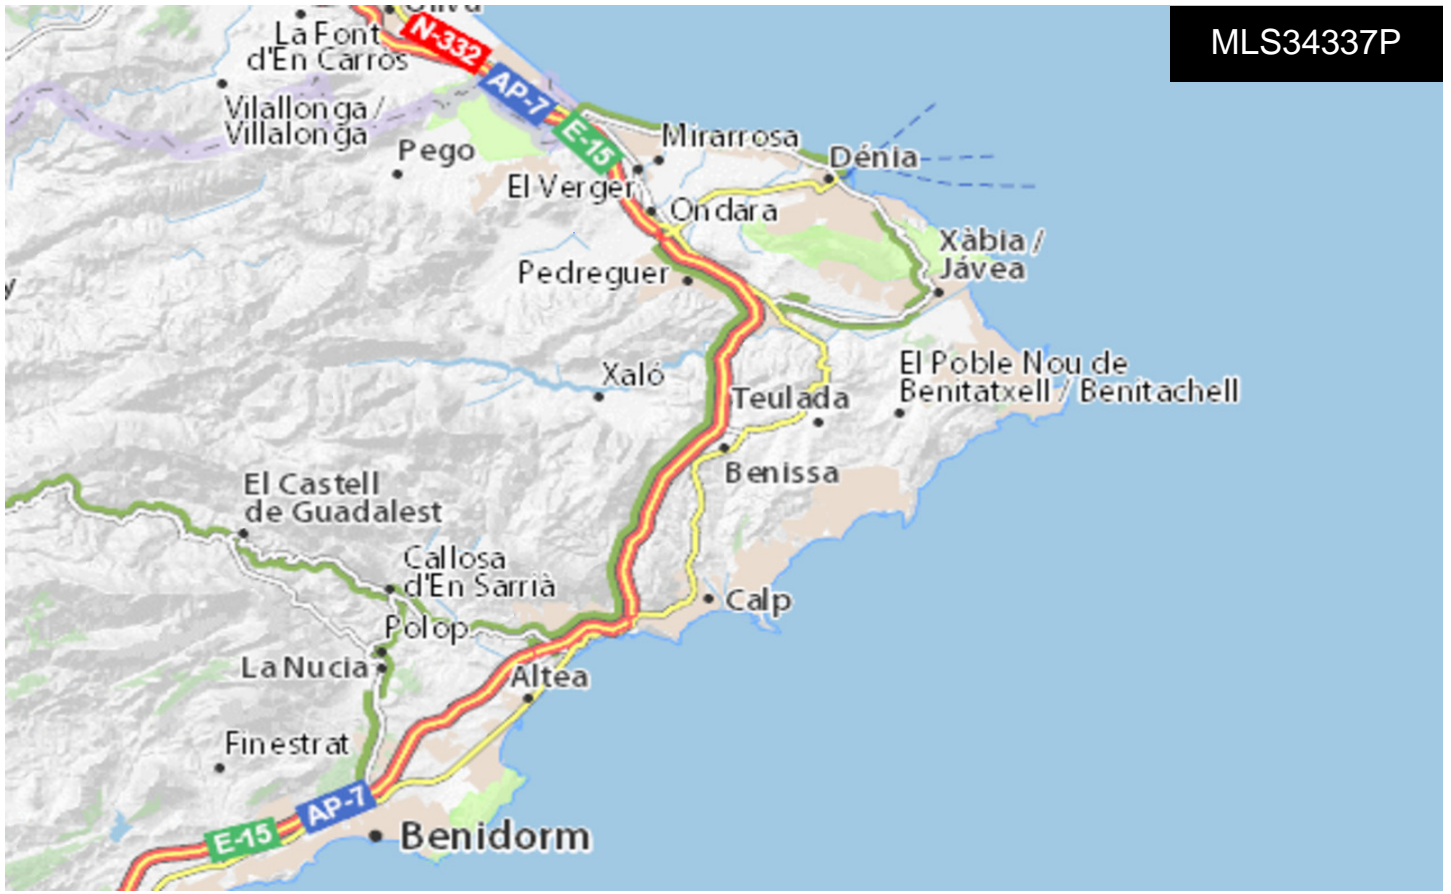 Oliva
MLS34337P
N-332
La Font
d'En Carròs
AP-7
Vilallonga /
Villalonga
E-15
Mirarrosa
Pego
Dénia
El Verger
Ondara
Xàbia /
Jávea
Pedreguer
y
El Poble Nou de
Benitatxell / Benitachell
Xaló
Teulada
Benissa
El Castell
de Guadalest
Callosa
d'En Sarrià
Calp
Polop
La Nucia
Altea
Finestrat
AP-7
E-15
Benidorm